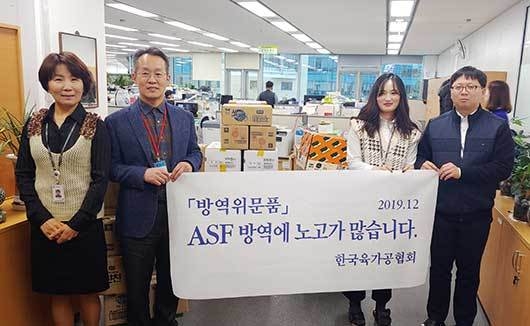 「방역위문품」 2019.12
ASF 방역에 노고가 많습니다.
한국육가공협회